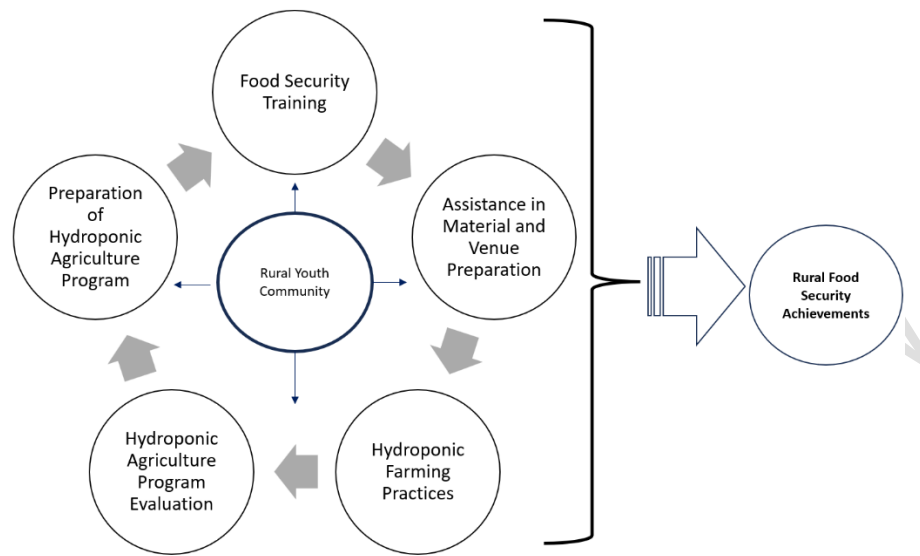 Food Security
Training
Preparation
of
Hydroponic
Agriculture
Program
Assistance in
Material and
Venue
Preparation
Rural Youth
Community
Rural Food
Security
Achievements
Hydroponic
Agriculture
Program
Evaluation
Hydroponic
Farming
Practices